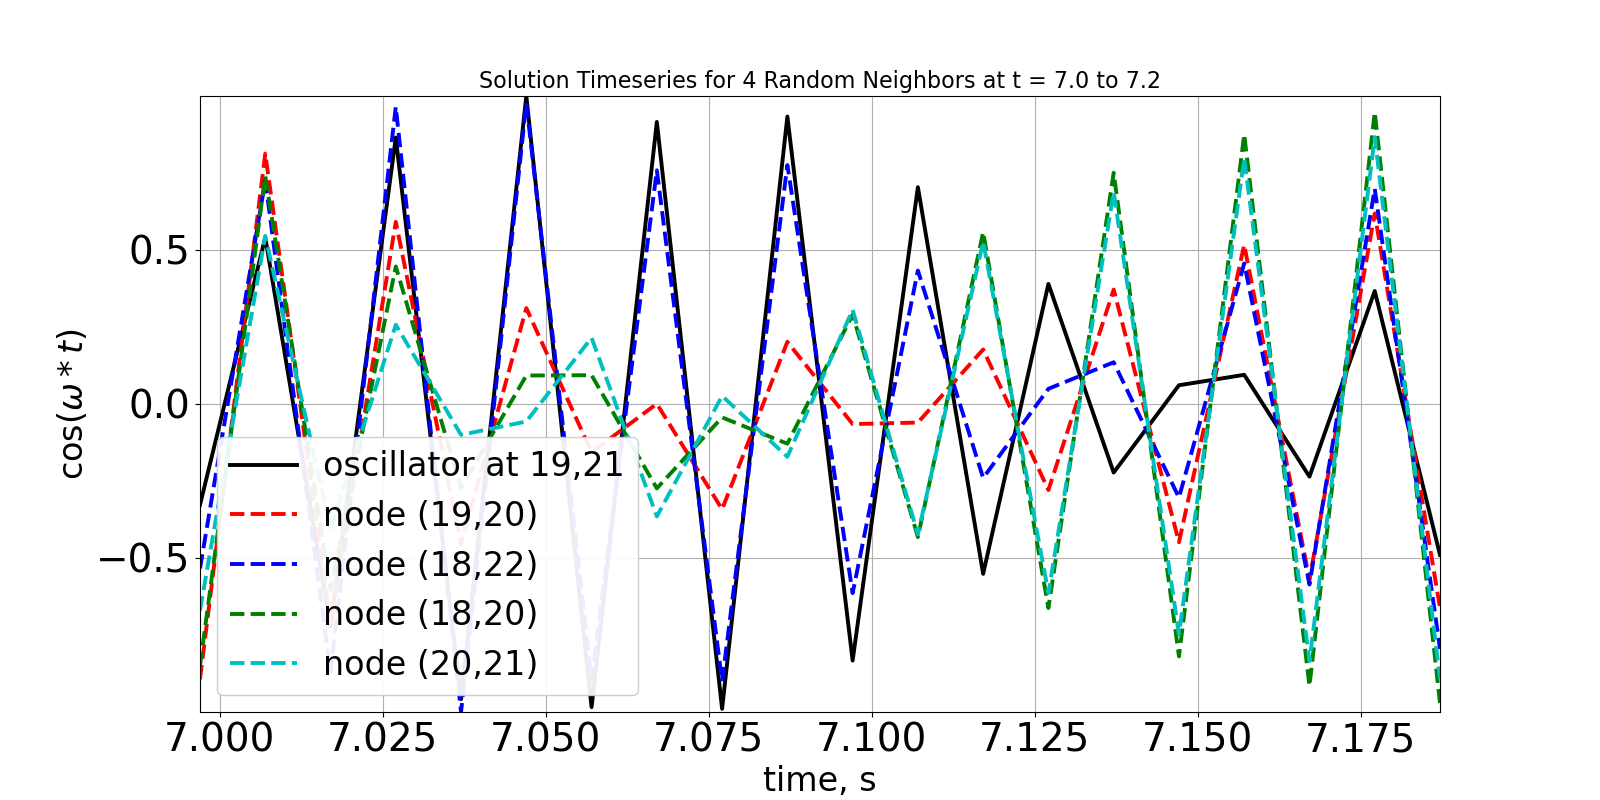 Solution Timeseries for 4 Random Neighbors at t = 7.0 to 7.2
cos(ω * t)
0.5
0.0
−0.5
oscillator at 19,21
node (19,20)
node (18,22)
node (18,20)
node (20,21)
7.000 7.025 7.050 7.075 7.100 7.125 7.150 7.175
time, s